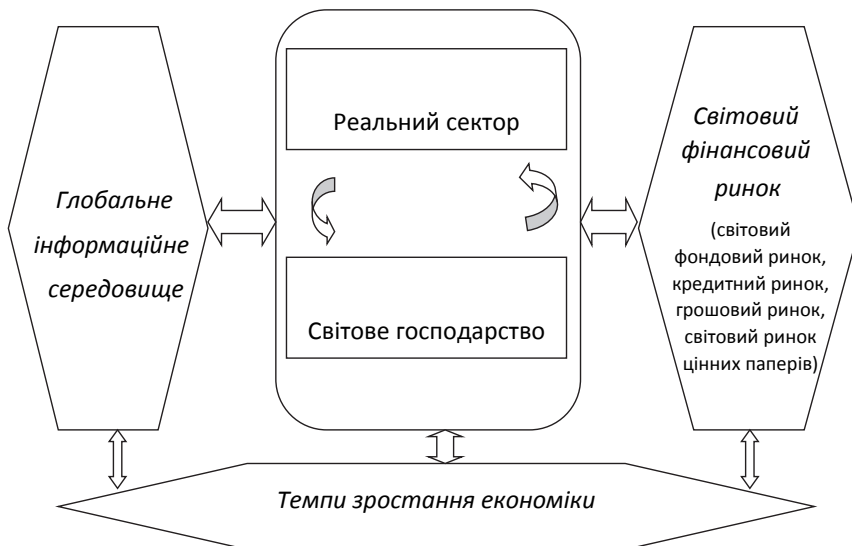 Глобальне
інформаційне
середовище
Реальний сектор
Світове господарство
Світовий
фінансовий
ринок
(світовий
фондовий ринок,
кредитний ринок,
грошовий ринок,
світовий ринок
цінних паперів)
Темпи зростання економіки